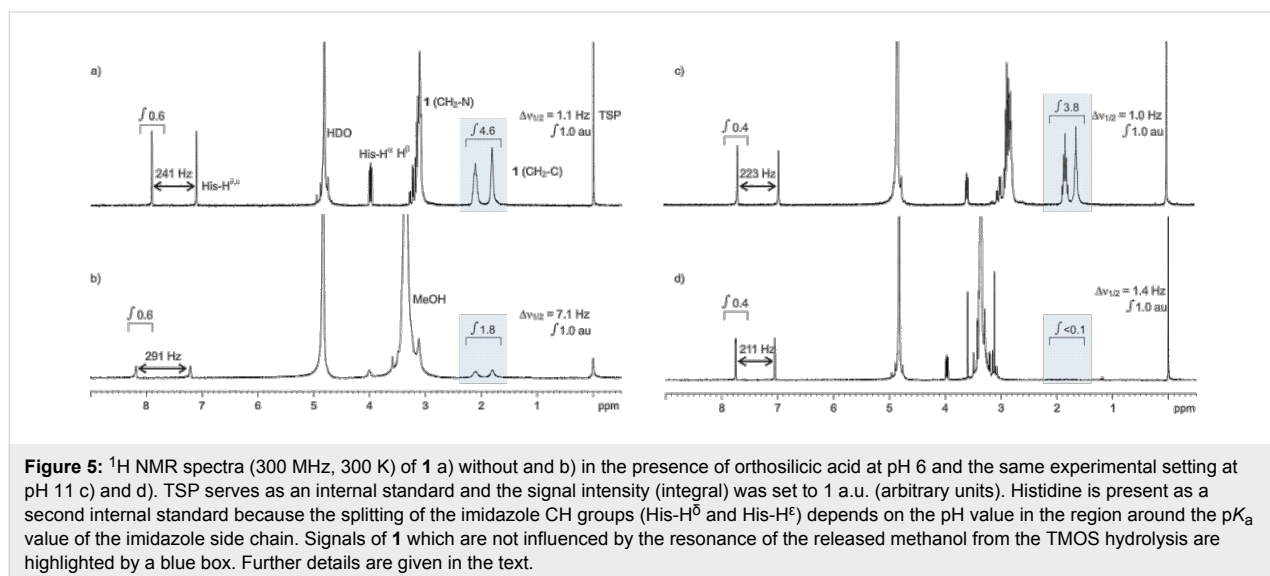 a)
∫ 0.6
241 Hz
His-Hδ,ε
HDO
His-Hα Hβ
1 (CH2-N)
∫ 4.6
1 (CH2-C)
Δν1/2 = 1.1 Hz
∫ 1.0 au
TSP
b)
∫ 0.6
291 Hz
MeOH
∫ 1.8
Δν1/2 = 7.1 Hz
∫ 1.0 au
8 7 6 5 4 3 2 1 ppm
c)
∫ 0.4
223 Hz
∫ 3.8
Δν1/2 = 1.0 Hz
∫ 1.0 au
d)
∫ 0.4
211 Hz
∫ <0.1
Δν1/2 = 1.4 Hz
∫ 1.0 au
8 7 6 5 4 3 2 1 ppm
Figure 5: 1H NMR spectra (300 MHz, 300 K) of 1 a) without and b) in the presence of orthosilicic acid at pH 6 and the same experimental setting at
pH 11 c) and d). TSP serves as an internal standard and the signal intensity (integral) was set to 1 a.u. (arbitrary units). Histidine is present as a
second internal standard because the splitting of the imidazole CH groups (His-Hδ and His-Hε) depends on the pH value in the region around the pKa
value of the imidazole side chain. Signals of 1 which are not influenced by the resonance of the released methanol from the TMOS hydrolysis are
highlighted by a blue box. Further details are given in the text.